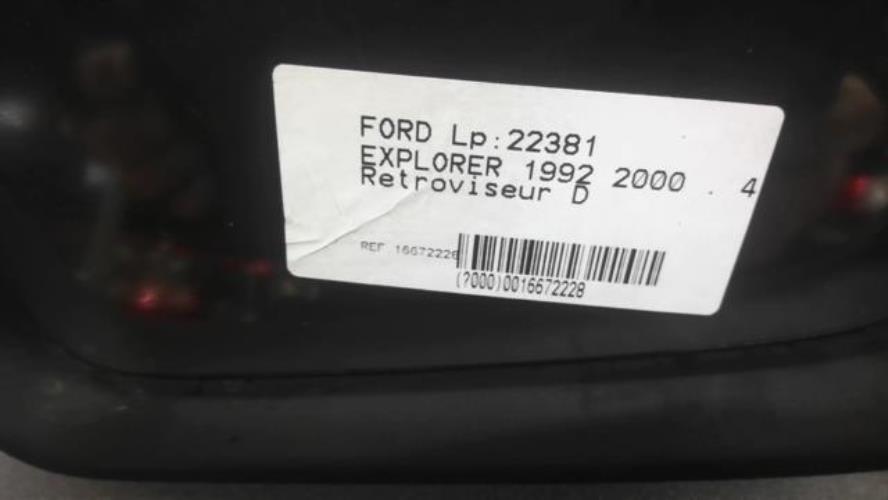 FORD Lp:22381
EXPLORER 1992 2000 . 4
Retroviseur D
REF 16672228
(?000)0016672228